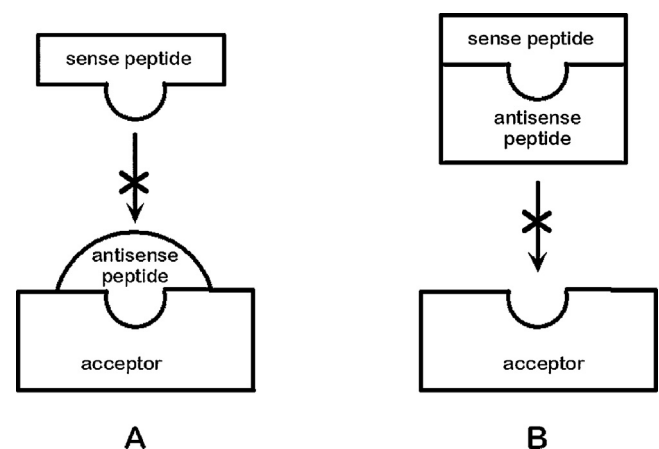 sense peptide
antisense
peptide
acceptor
A
sense peptide
antisense
peptide
acceptor
B